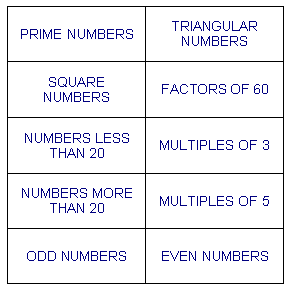 PRIME NUMBERS
TRIANGULAR
NUMBERS
SQUARE
NUMBERS
FACTORS OF 60
NUMBERS LESS
THAN 20
MULTIPLES OF 3
NUMBERS MORE
THAN 20
MULTIPLES OF 5
ODD NUMBERS
EVEN NUMBERS